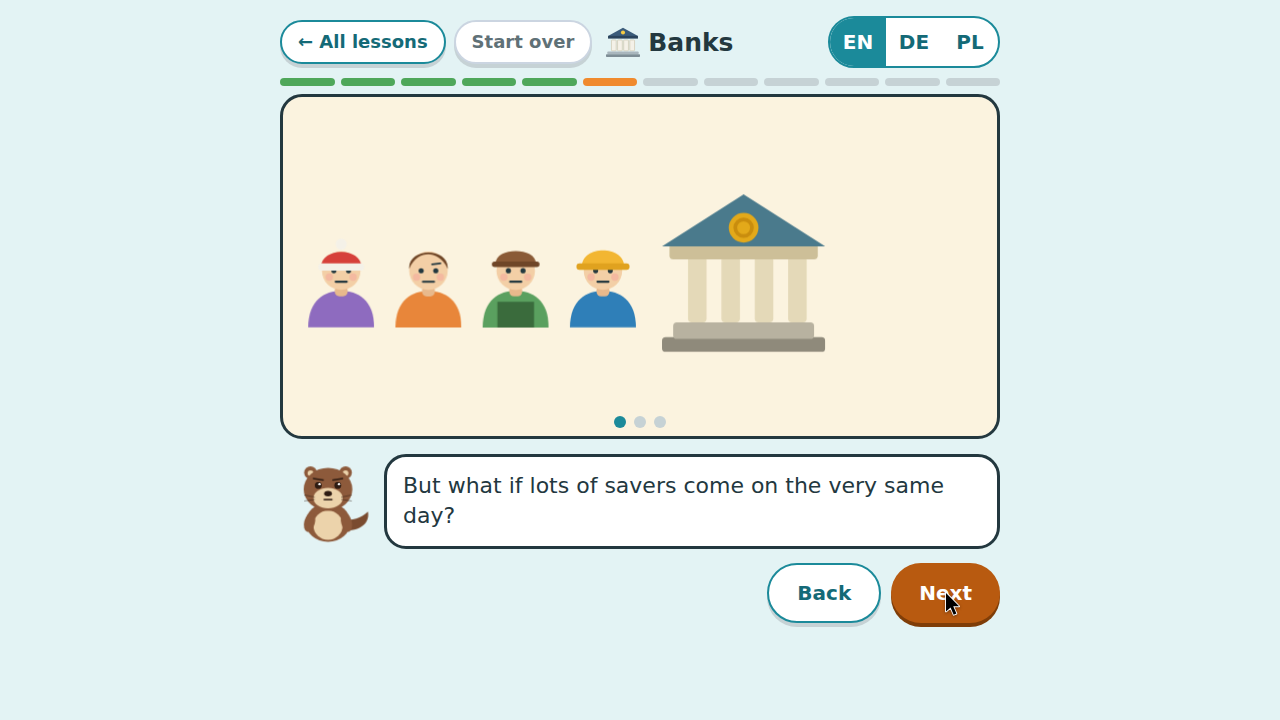 ← All lessons
Start over
Banks
EN
DE
PL
But what if lots of savers come on the very same
day?
Back
Next